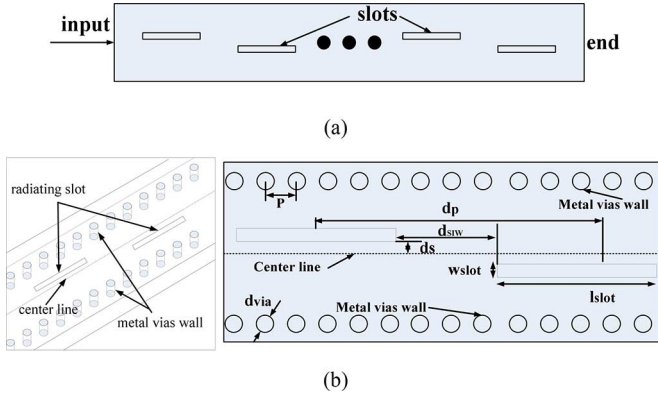 input
slots
end
(a)
radiating slot
center line
metal vias wall
P
dp
Metal vias wall
dSIW
ds
Center line
wslot
dvia
Metal vias wall
lslot
(b)